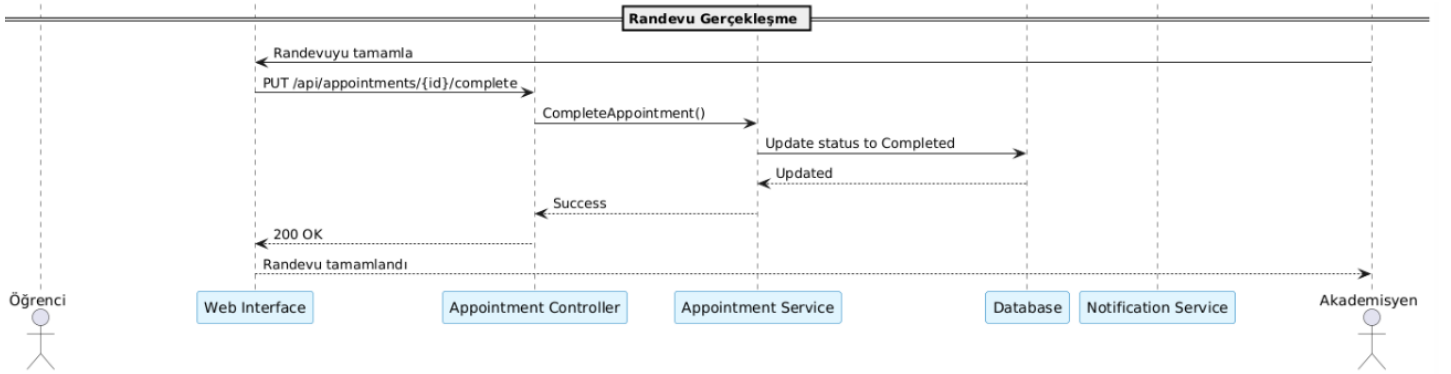 Randevu Gerçekleşme
Randevuyu tamamla
PUT /api/appointments/{id}/complete
CompleteAppointment()
Update status to Completed
Updated
Success
200 OK
Randevu tamamlandı
Öğrenci
Web Interface
Appointment Controller
Appointment Service
Database
Notification Service
Akademisyen